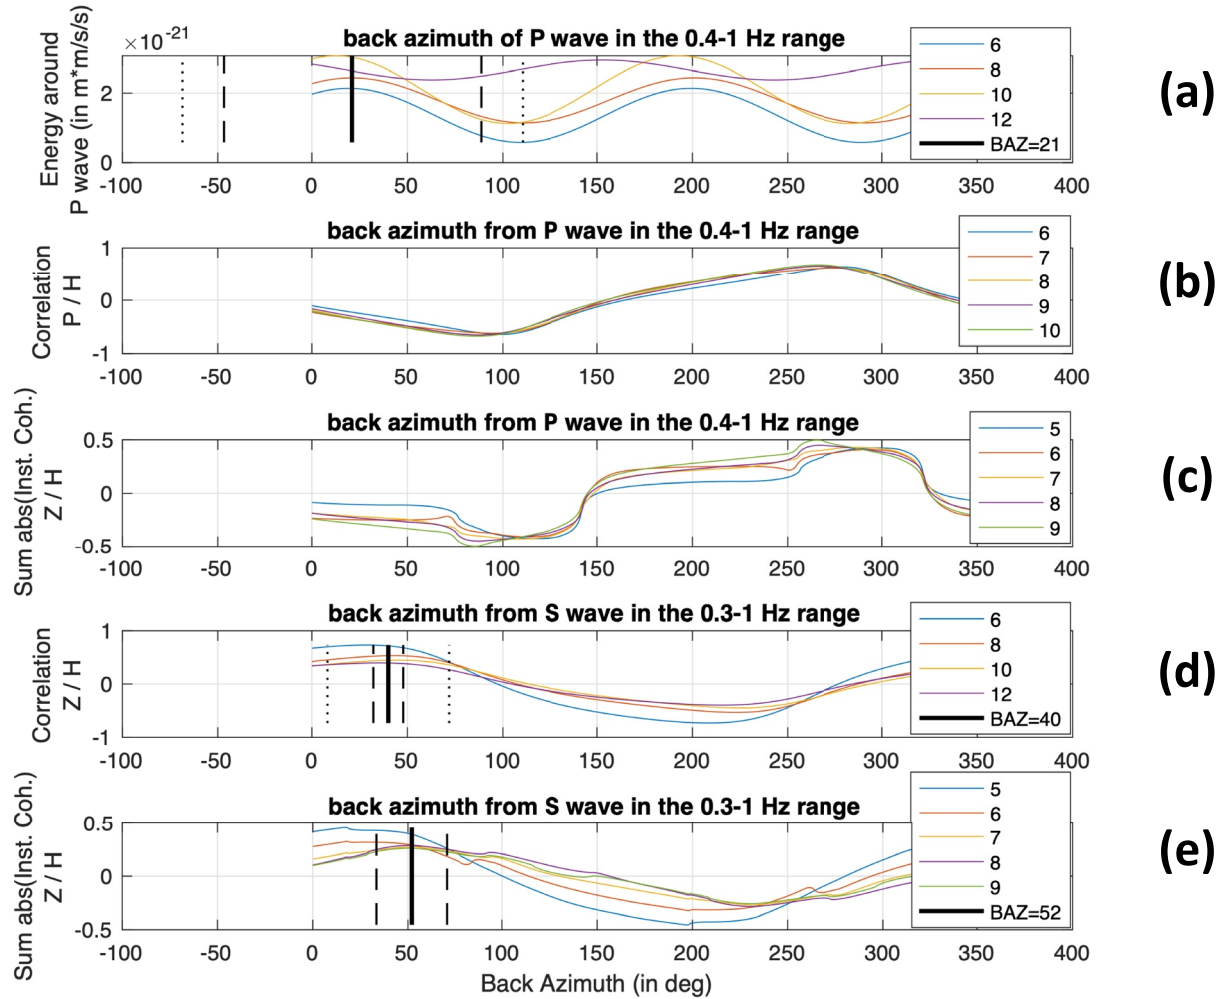 ×10^-21
back azimuth of P wave in the 0.4-1 Hz range
Energy around
P wave (in m*m/s/s)
2
0
-100 -50 0 50 100 150 200 250 300 350 400
6
8
10
12
BAZ=21
(a)
back azimuth from P wave in the 0.4-1 Hz range
Correlation
P / H
1
0
-1
-100 -50 0 50 100 150 200 250 300 350 400
6
7
8
9
10
(b)
back azimuth from P wave in the 0.4-1 Hz range
Sum abs(Inst. Coh.)
Z / H
0.5
0
-0.5
-100 -50 0 50 100 150 200 250 300 350 400
5
6
7
8
9
(c)
back azimuth from S wave in the 0.3-1 Hz range
Correlation
Z / H
1
0
-1
-100 -50 0 50 100 150 200 250 300 350 400
6
8
10
12
BAZ=40
(d)
back azimuth from S wave in the 0.3-1 Hz range
Sum abs(Inst. Coh.)
Z / H
0.5
0
-0.5
-100 -50 0 50 100 150 200 250 300 350 400
5
6
7
8
9
BAZ=52
(e)
Back Azimuth (in deg)